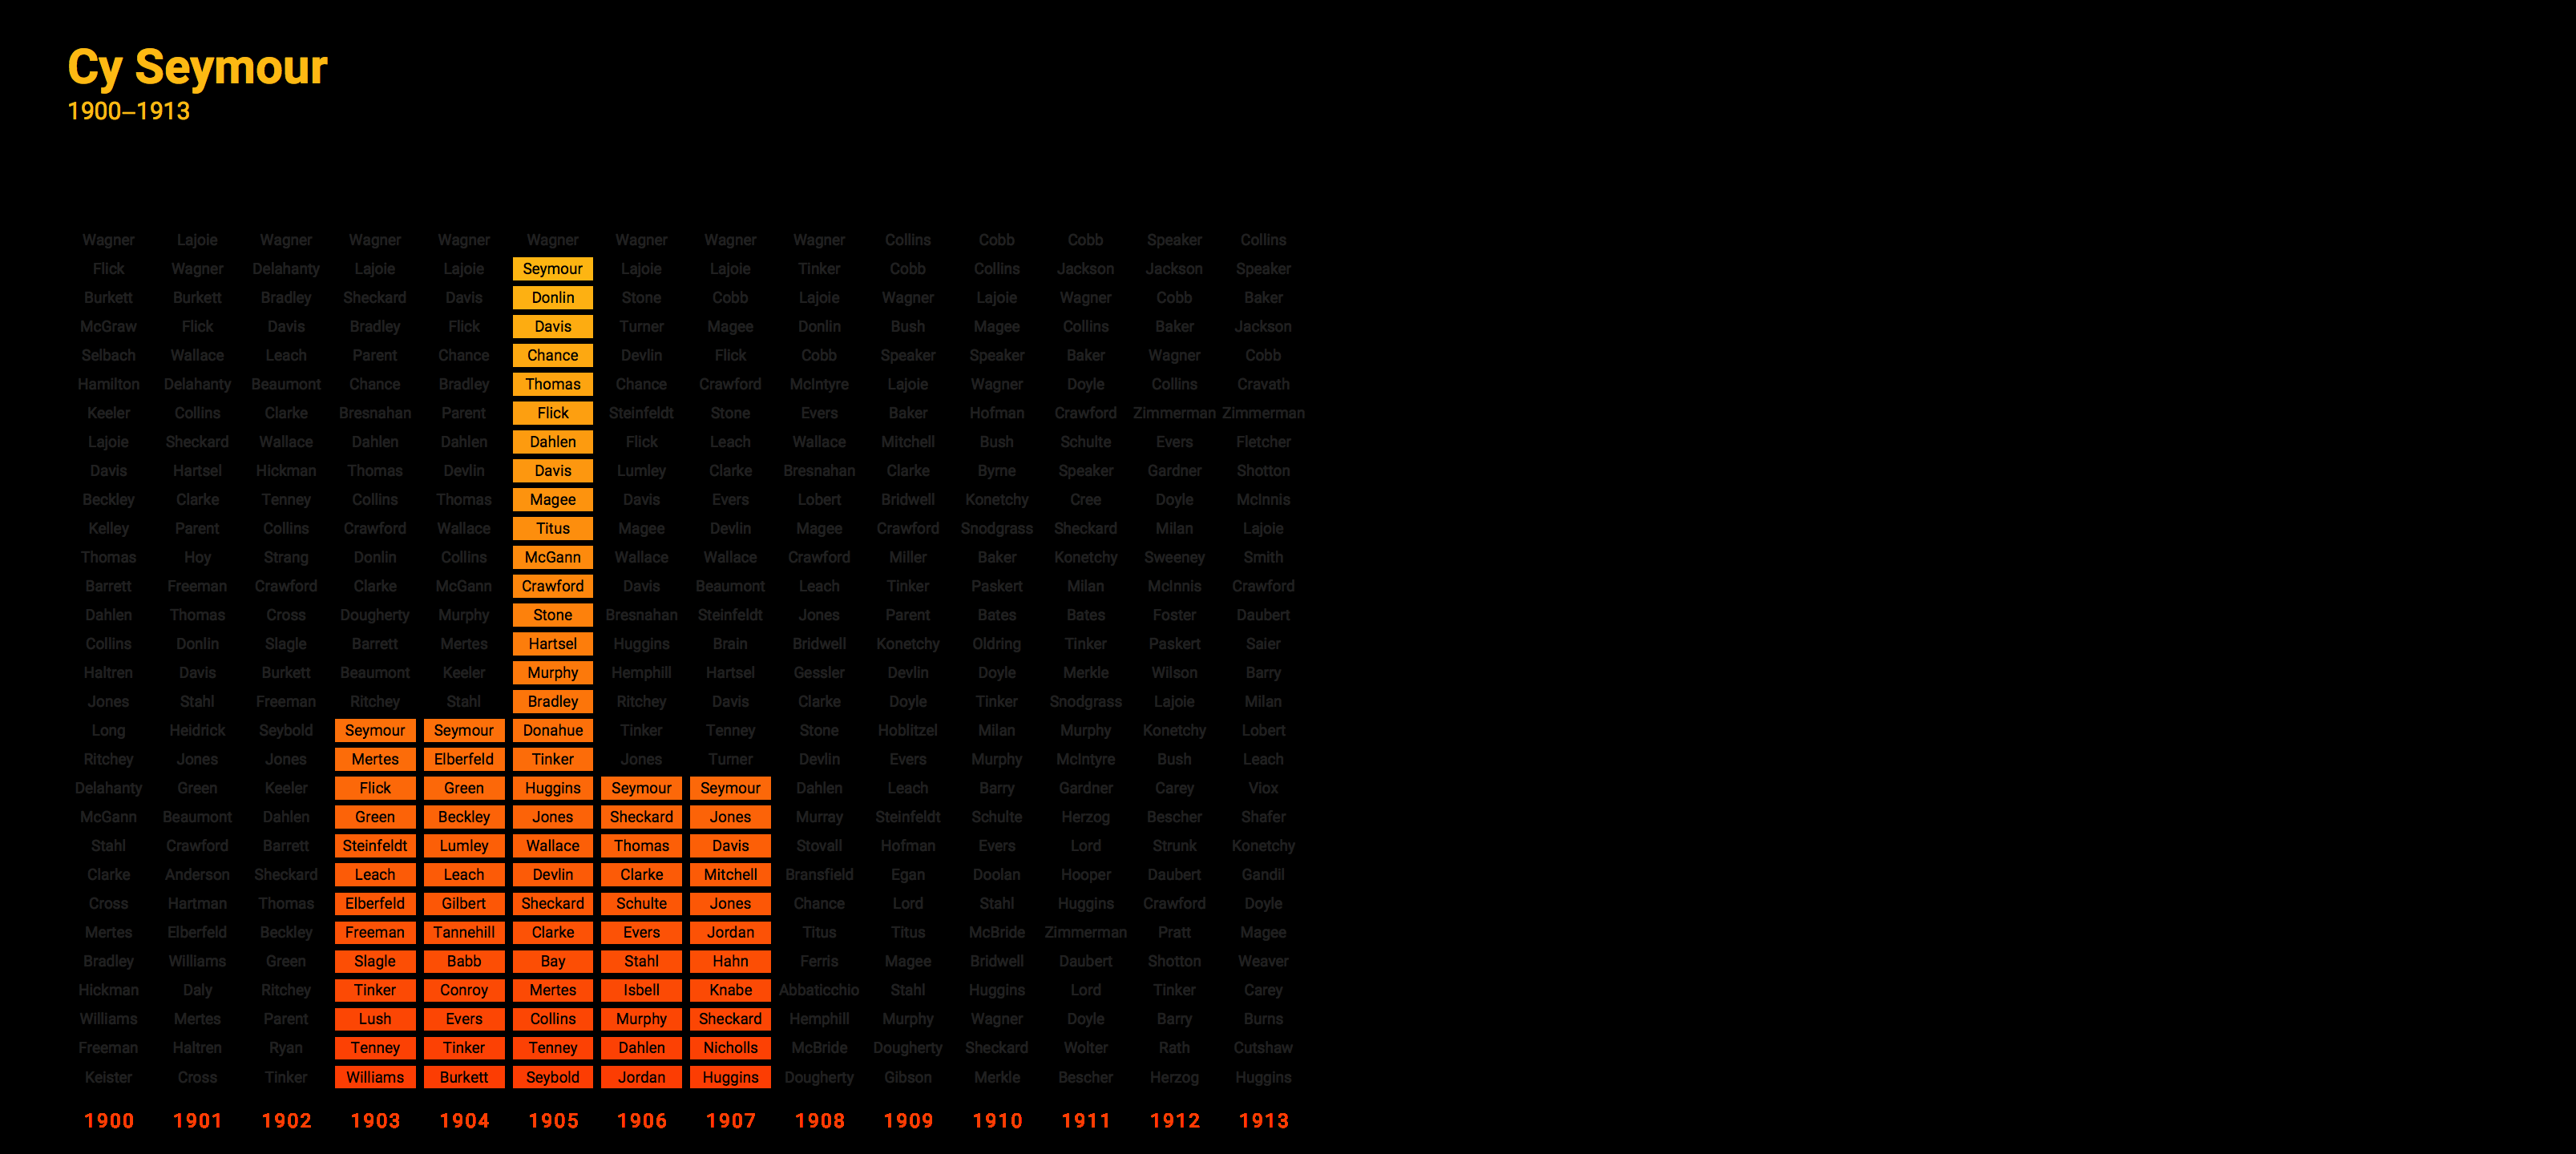 Cy Seymour
1900–1913
Wagner Lajoie Wagner Wagner Wagner Wagner Wagner Wagner Wagner Collins Cobb Cobb Speaker Collins
Flick Wagner Delahanty Lajoie Lajoie Seymour Lajoie Lajoie Tinker Cobb Collins Jackson Jackson Speaker
Burkett Burkett Bradley Sheckard Davis Donlin Stone Cobb Lajoie Wagner Lajoie Wagner Cobb Baker
McGraw Flick Davis Bradley Flick Davis Turner Magee Donlin Bush Magee Collins Baker Jackson
Selbach Wallace Leach Parent Chance Chance Devlin Flick Cobb Speaker Speaker Baker Wagner Cobb
Hamilton Delahanty Beaumont Chance Bradley Thomas Chance Crawford McIntyre Lajoie Wagner Doyle Collins Cravath
Keeler Collins Clarke Bresnahan Parent Flick Steinfeldt Stone Evers Baker Hofman Crawford Zimmerman Zimmerman
Lajoie Sheckard Wallace Dahlen Dahlen Dahlen Flick Leach Wallace Mitchell Bush Schulte Evers Fletcher
Davis Hartsel Hickman Thomas Devlin Davis Lumley Clarke Bresnahan Clarke Byrne Speaker Gardner Shotton
Beckley Clarke Tenney Collins Thomas Magee Davis Evers Lobert Bridwell Konetchy Cree Doyle McInnis
Kelley Parent Collins Crawford Wallace Titus Magee Devlin Magee Crawford Snodgrass Sheckard Milan Lajoie
Thomas Hoy Strang Donlin Collins McGann Wallace Wallace Crawford Miller Baker Konetchy Sweeney Smith
Barrett Freeman Crawford Clarke McGann Crawford Davis Beaumont Leach Tinker Paskert Milan McInnis Crawford
Dahlen Thomas Cross Dougherty Murphy Stone Bresnahan Steinfeldt Jones Parent Bates Bates Foster Daubert
Collins Donlin Slagle Barrett Mertes Hartsel Huggins Brain Bridwell Konetchy Oldring Tinker Paskert Saier
Haltren Davis Burkett Beaumont Keeler Murphy Hemphill Hartsel Gessler Devlin Doyle Merkle Wilson Barry
Jones Stahl Freeman Ritchey Stahl Bradley Ritchey Davis Clarke Doyle Tinker Snodgrass Lajoie Milan
Long Heidrick Seybold Seymour Seymour Donahue Tinker Tenney Stone Hoblitzel Milan Murphy Konetchy Lobert
Ritchey Jones Jones Mertes Elberfeld Tinker Jones Turner Devlin Evers Murphy McIntyre Bush Leach
Delahanty Green Keeler Flick Green Huggins Seymour Seymour Dahlen Leach Barry Gardner Carey Viox
McGann Beaumont Dahlen Green Beckley Jones Sheckard Jones Murray Steinfeldt Schulte Herzog Bescher Shafer
Stahl Crawford Barrett Steinfeldt Lumley Wallace Thomas Davis Stovall Hofman Evers Lord Strunk Konetchy
Clarke Anderson Sheckard Leach Leach Devlin Clarke Mitchell Bransfield Egan Doolan Hooper Daubert Gandil
Cross Hartman Thomas Elberfeld Gilbert Sheckard Schulte Jones Chance Lord Stahl Huggins Crawford Doyle
Mertes Elberfeld Beckley Freeman Tannehill Clarke Evers Jordan Titus Titus McBride Zimmerman Pratt Magee
Bradley Williams Green Slagle Babb Bay Stahl Hahn Ferris Magee Bridwell Daubert Shotton Weaver
Hickman Daly Ritchey Tinker Conroy Mertes Isbell Knabe Abbaticchio Stahl Huggins Lord Tinker Carey
Williams Mertes Parent Lush Evers Collins Murphy Sheckard Hemphill Murphy Wagner Doyle Barry Burns
Freeman Haltren Ryan Tenney Tinker Tenney Dahlen Nicholls McBride Dougherty Sheckard Wolter Rath Cutshaw
Keister Cross Tinker Williams Burkett Seybold Jordan Huggins Dougherty Gibson Merkle Bescher Herzog Huggins
1900 1901 1902 1903 1904 1905 1906 1907 1908 1909 1910 1911 1912 1913